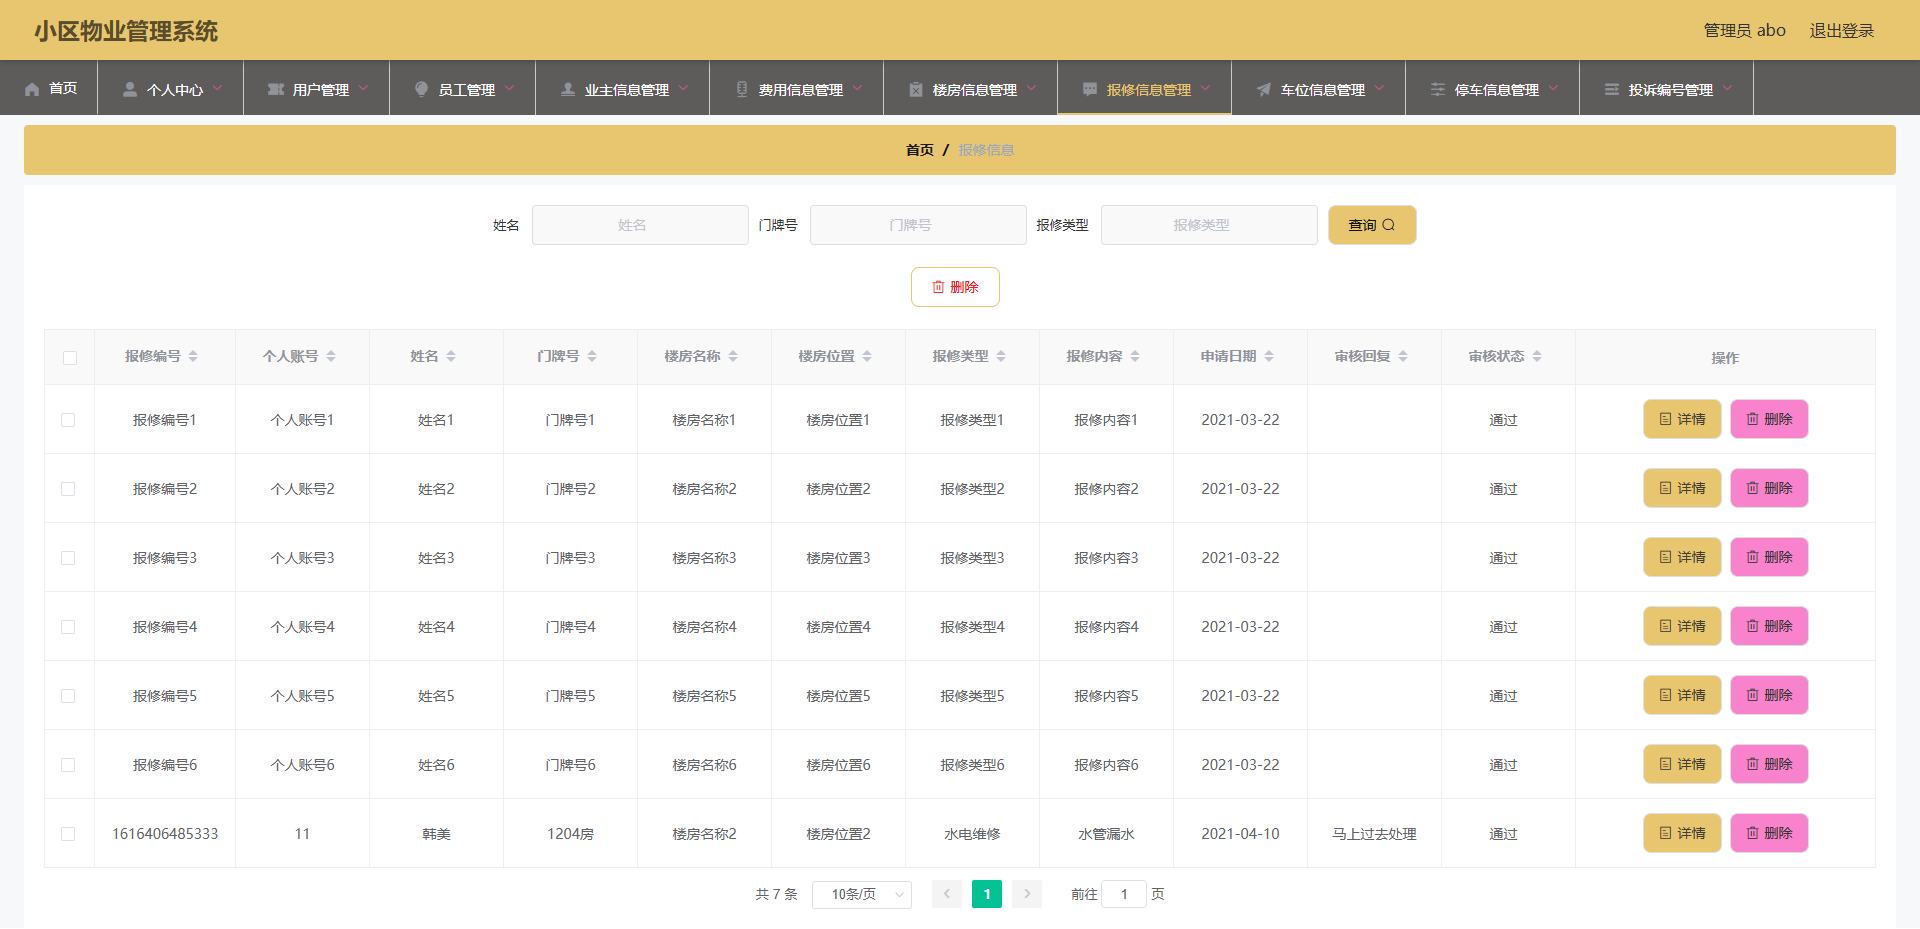 小区物业管理系统 管理员 abo 退出登录
首页 个人中心 用户管理 员工管理 业主信息管理 费用信息管理 楼房信息管理 报修信息管理 车位信息管理 停车信息管理 投诉编号管理
首页 / 报修信息
姓名 姓名 门牌号 门牌号 报修类型 报修类型 查询
删除
报修编号 个人账号 姓名 门牌号 楼房名称 楼房位置 报修类型 报修内容 申请日期 审核回复 审核状态 操作
报修编号1 个人账号1 姓名1 门牌号1 楼房名称1 楼房位置1 报修类型1 报修内容1 2021-03-22 通过 详情 删除
报修编号2 个人账号2 姓名2 门牌号2 楼房名称2 楼房位置2 报修类型2 报修内容2 2021-03-22 通过 详情 删除
报修编号3 个人账号3 姓名3 门牌号3 楼房名称3 楼房位置3 报修类型3 报修内容3 2021-03-22 通过 详情 删除
报修编号4 个人账号4 姓名4 门牌号4 楼房名称4 楼房位置4 报修类型4 报修内容4 2021-03-22 通过 详情 删除
报修编号5 个人账号5 姓名5 门牌号5 楼房名称5 楼房位置5 报修类型5 报修内容5 2021-03-22 通过 详情 删除
报修编号6 个人账号6 姓名6 门牌号6 楼房名称6 楼房位置6 报修类型6 报修内容6 2021-03-22 通过 详情 删除
1616406485333 11 韩美 1204房 楼房名称2 楼房位置2 水电维修 水管漏水 2021-04-10 马上过去处理 通过 详情 删除
共 7 条 10条/页 1 前往 1 页